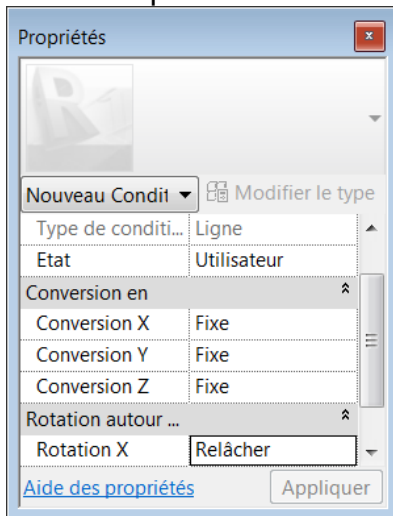 Propriétés
Nouveau Condit Modifier le type
Type de conditi... Ligne
Etat Utilisateur
Conversion en
Conversion X Fixe
Conversion Y Fixe
Conversion Z Fixe
Rotation autour ...
Rotation X Relâcher
Aide des propriétés Appliquer